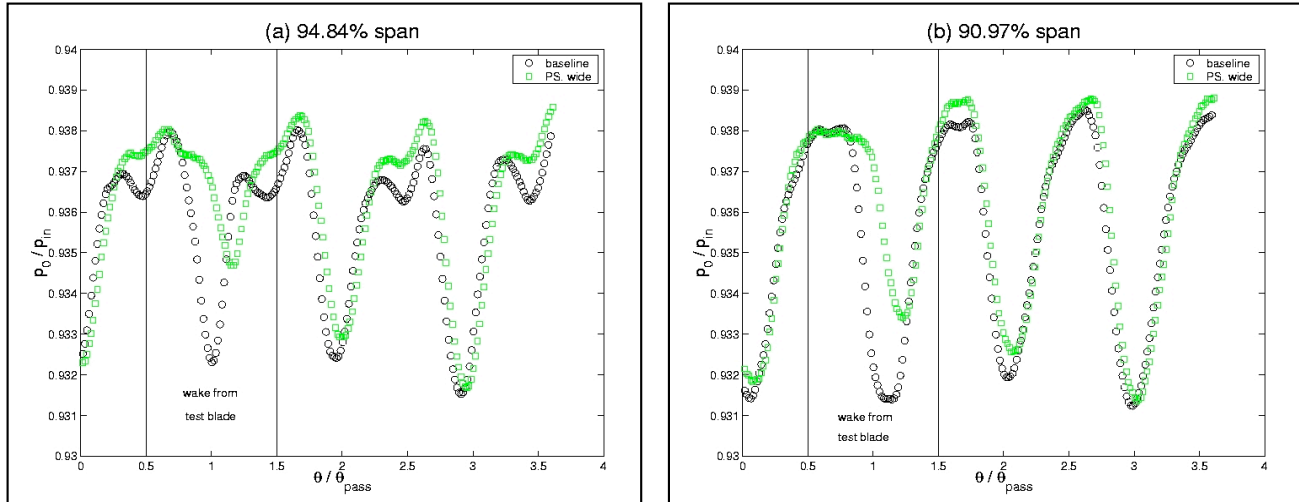 (a) 94.84% span
0.94
0.939
0.938
0.937
0.936
0.935
0.934
0.933
0.932
0.931
0.93
p0 / pin
baseline
PS. wide
wake from
test blade
0 0.5 1 1.5 2 2.5 3 3.5 4
θ / θpass
(b) 90.97% span
0.94
0.939
0.938
0.937
0.936
0.935
0.934
0.933
0.932
0.931
0.93
p0 / pin
baseline
PS. wide
wake from
test blade
0 0.5 1 1.5 2 2.5 3 3.5 4
θ / θpass